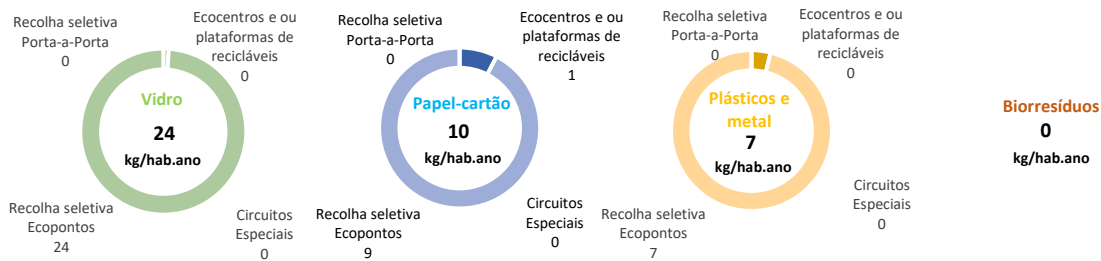 Recolha seletiva
Porta-a-Porta
0
Ecocentros e ou
plataformas de
recicláveis
0
Vidro
24
kg/hab.ano
Recolha seletiva
Ecopontos
24
Circuitos
Especiais
0
Recolha seletiva
Porta-a-Porta
0
Ecocentros e ou
plataformas de
recicláveis
1
Papel-cartão
10
kg/hab.ano
Recolha seletiva
Ecopontos
9
Circuitos
Especiais
0
Recolha seletiva
Porta-a-Porta
0
Ecocentros e ou
plataformas de
recicláveis
0
Plásticos e
metal
7
kg/hab.ano
Recolha seletiva
Ecopontos
7
Circuitos
Especiais
0
Biorresíduos
0
kg/hab.ano